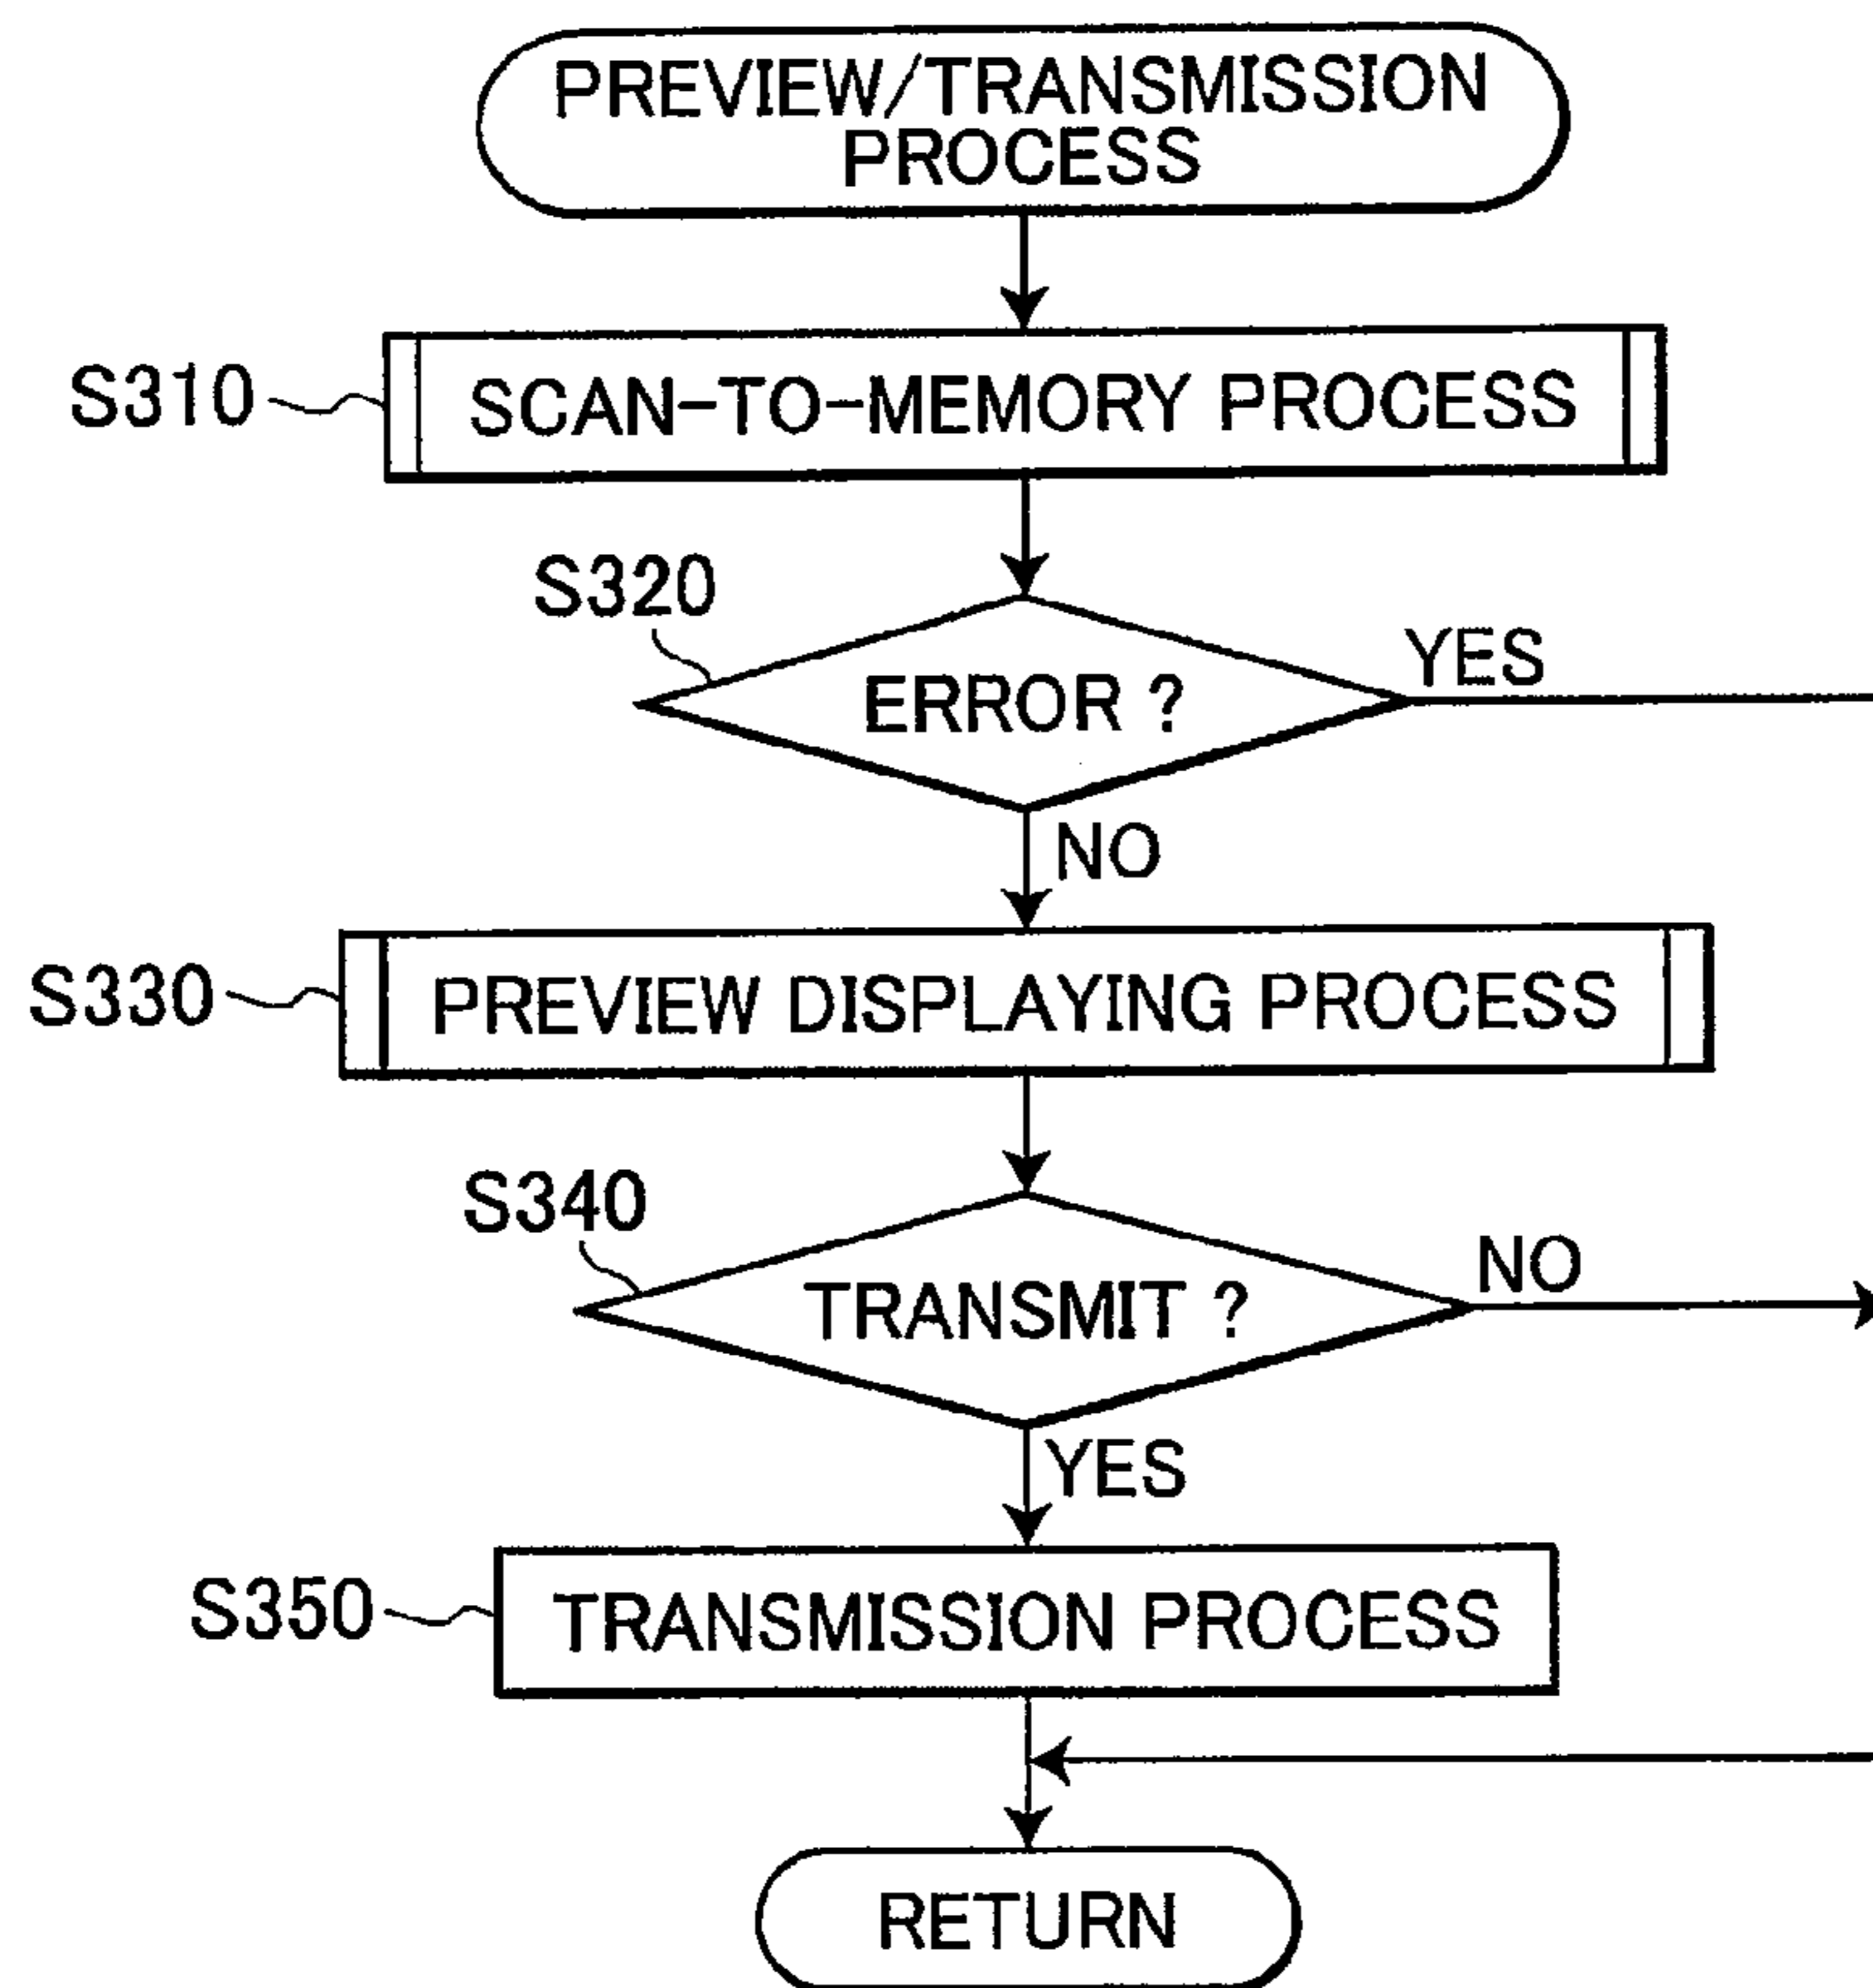 PREVIEW/TRANSMISSION
PROCESS
S310
SCAN-TO-MEMORY PROCESS
S320
ERROR ?
YES
NO
S330
PREVIEW DISPLAYING PROCESS
S340
TRANSMIT ?
NO
YES
S350
TRANSMISSION PROCESS
RETURN